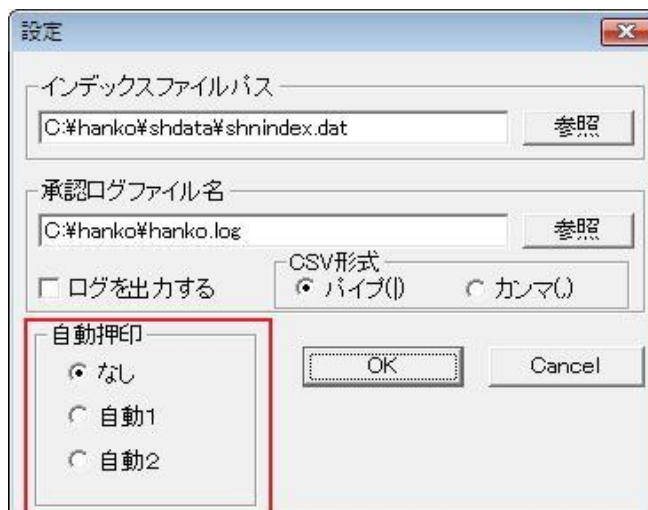 設定
インデックスファイルパス
C:¥hanko¥shdata¥shnindex.dat 参照
承認ログファイル名
C:¥hanko¥hanko.log 参照
CSV形式
ログを出力する パイプ(|) カンマ(,)
自動押印
なし OK Cancel
自動1
自動2